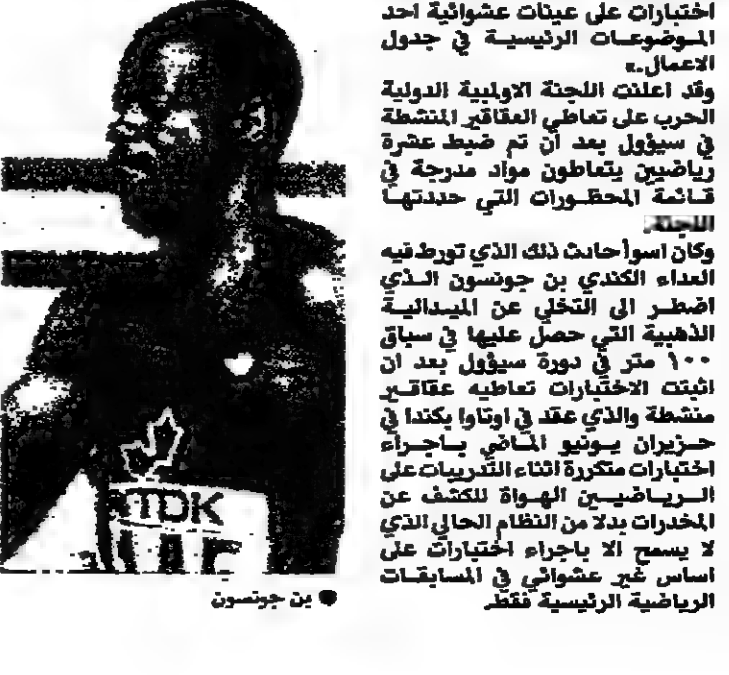 اختبارات على عينات عشوائية احد
الموضوعات الرئيسية في جدول
الاعمال.»
وقد اعلنت اللجنة الاولمبية الدولية
الحرب على تعاطي العقاقير المنشطة
في سيؤول بعد ان تم ضبط عشرة
رياضيين يتعاطون مواد مدرجة في
قائمة المحظورات التي حددتها
اللجنة.
وكان اسوأ حادث ذلك الذي تورط فيه
العداء الكندي بن جونسون الذي
اضطر الى التخلي عن الميدالية
الذهبية التي حصل عليها في سباق
١٠٠ متر في دورة سيؤول بعد ان
اثبتت الاختبارات تعاطيه عقاقير
منشطة والذي عقد في اوتاوا بكندا في
حزيران يونيو الماضي باجراء
اختبارات متكررة اثناء التدريبات على
الرياضيين الهواة للكشف عن
المخدرات بدلا من النظام الحالي الذي
لا يسمح الا باجراء اختبارات على
اساس غير عشوائي في المسابقات
الرياضية الرئيسية فقط.
TDK
بن جونسون